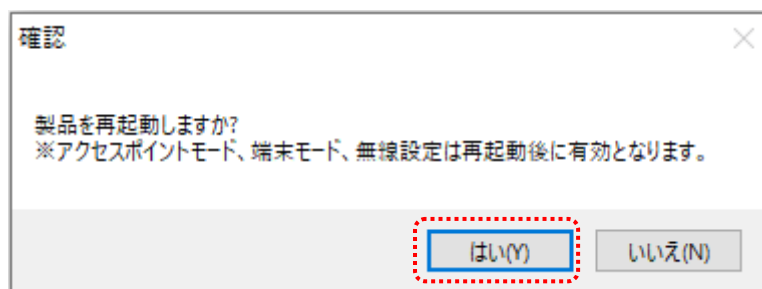 確認
製品を再起動しますか?
※アクセスポイントモード、端末モード、無線設定は再起動後に有効となります。
はい(Y)
いいえ(N)